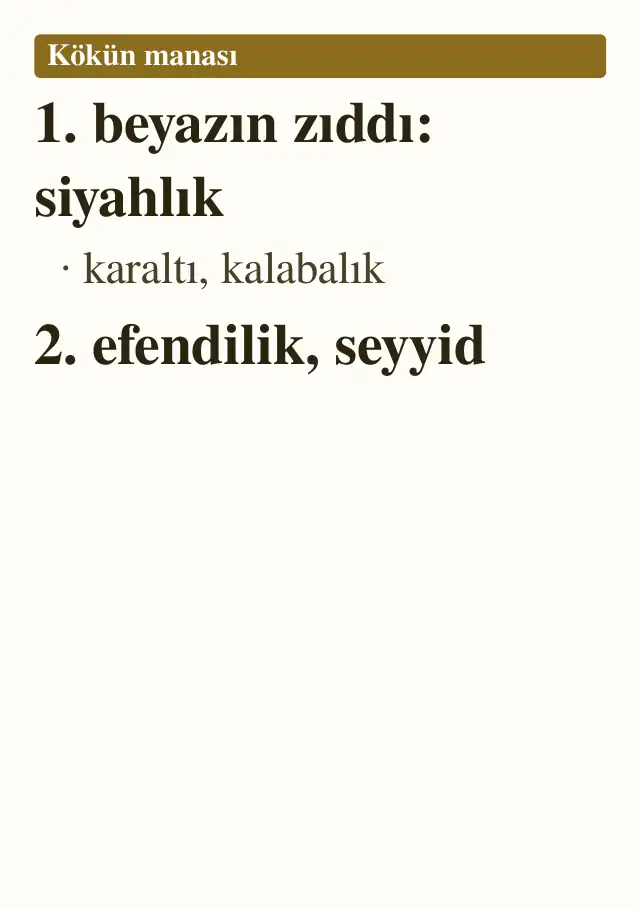 Kökün manası
1. beyazın zıddı:
siyahlık
· karaltı, kalabalık
2. efendilik, seyyid